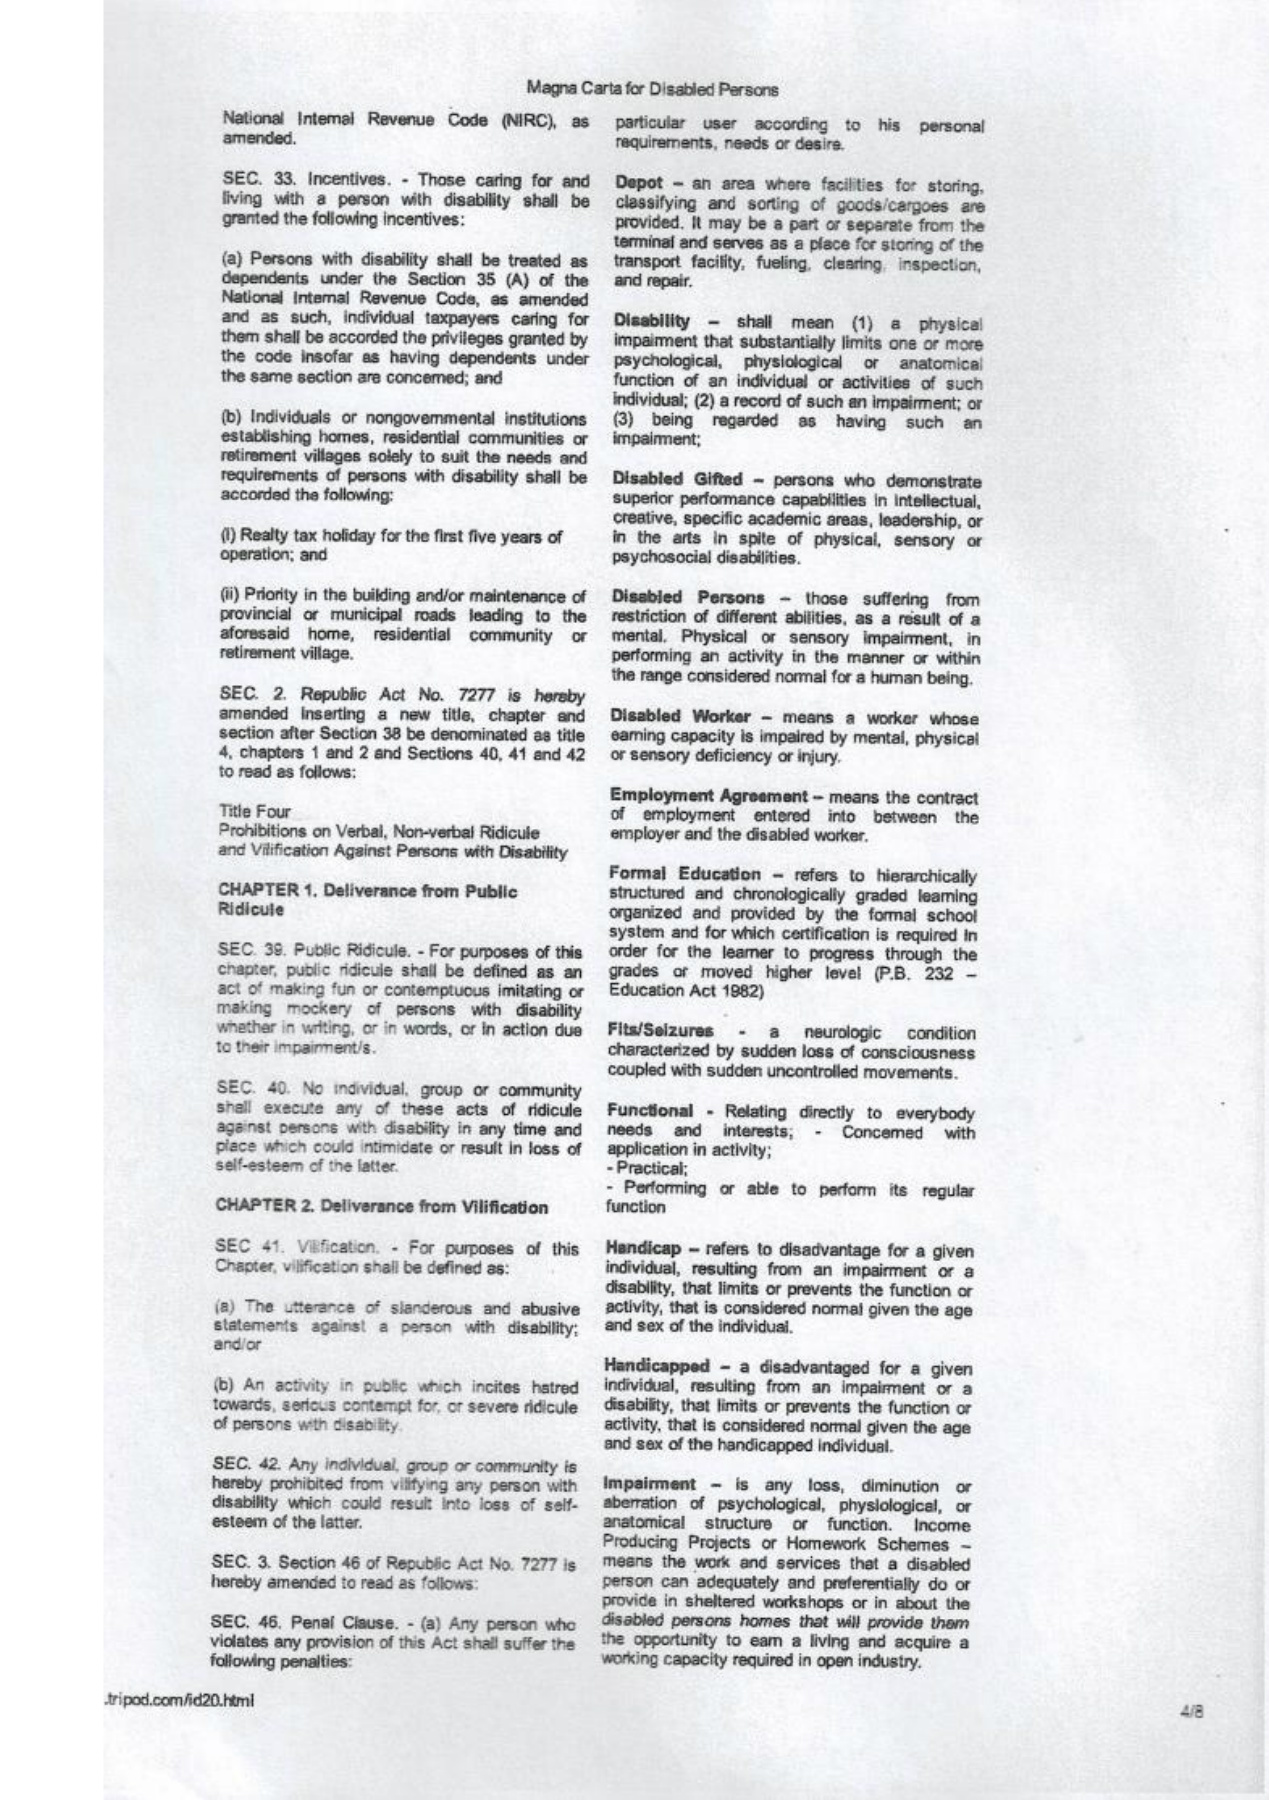 Magna Carta for Disabled Persons
National Internal Revenue Code (NIRC), as
amended.
SEC. 33. Incentives. - Those caring for and
living with a person with disability shall be
granted the following incentives:
(a) Persons with disability shall be treated as
dependents under the Section 35 (A) of the
National Internal Revenue Code, as amended
and as such, individual taxpayers caring for
them shall be accorded the privileges granted by
the code insofar as having dependents under
the same section are concerned; and
(b) Individuals or nongovernmental institutions
establishing homes, residential communities or
retirement villages solely to suit the needs and
requirements of persons with disability shall be
accorded the following:
(i) Realty tax holiday for the first five years of
operation; and
(ii) Priority in the building and/or maintenance of
provincial or municipal roads leading to the
aforesaid home, residential community or
retirement village.
SEC. 2. Republic Act No. 7277 is hereby
amended inserting a new title, chapter and
section after Section 38 be denominated as title
4, chapters 1 and 2 and Sections 40, 41 and 42
to read as follows:
Title Four
Prohibitions on Verbal, Non-verbal Ridicule
and Vilification Against Persons with Disability
CHAPTER 1. Deliverance from Public
Ridicule
SEC. 39. Public Ridicule. - For purposes of this
chapter, public ridicule shall be defined as an
act of making fun or contemptuous imitating or
making mockery of persons with disability
whether in writing, or in words, or in action due
to their impairment/s.
SEC. 40. No individual, group or community
shall execute any of these acts of ridicule
against persons with disability in any time and
place which could intimidate or result in loss of
self-esteem of the latter.
CHAPTER 2. Deliverance from Vilification
SEC 41. Vilification. - For purposes of this
Chapter, vilification shall be defined as:
(a) The utterance of slanderous and abusive
statements against a person with disability;
and/or
(b) An activity in public which incites hatred
towards, serious contempt for, or severe ridicule
of persons with disability.
SEC. 42. Any individual, group or community is
hereby prohibited from vilifying any person with
disability which could result into loss of self-
esteem of the latter.
SEC. 3. Section 46 of Republic Act No. 7277 is
hereby amended to read as follows:
SEC. 46. Penal Clause. - (a) Any person who
violates any provision of this Act shall suffer the
following penalties:
particular user according to his personal
requirements, needs or desire.
Depot – an area where facilities for storing,
classifying and sorting of goods/cargoes are
provided. It may be a part or separate from the
terminal and serves as a place for storing of the
transport facility, fueling, clearing, inspection,
and repair.
Disability – shall mean (1) a physical
impairment that substantially limits one or more
psychological, physiological or anatomical
function of an individual or activities of such
individual; (2) a record of such an impairment; or
(3) being regarded as having such an
impairment;
Disabled Gifted – persons who demonstrate
superior performance capabilities in intellectual,
creative, specific academic areas, leadership, or
in the arts in spite of physical, sensory or
psychosocial disabilities.
Disabled Persons – those suffering from
restriction of different abilities, as a result of a
mental. Physical or sensory impairment, in
performing an activity in the manner or within
the range considered normal for a human being.
Disabled Worker – means a worker whose
earning capacity is impaired by mental, physical
or sensory deficiency or injury.
Employment Agreement – means the contract
of employment entered into between the
employer and the disabled worker.
Formal Education – refers to hierarchically
structured and chronologically graded learning
organized and provided by the formal school
system and for which certification is required in
order for the learner to progress through the
grades or moved higher level (P.B. 232 –
Education Act 1982)
Fits/Seizures - a neurologic condition
characterized by sudden loss of consciousness
coupled with sudden uncontrolled movements.
Functional - Relating directly to everybody
needs and interests; - Concerned with
application in activity;
- Practical;
- Performing or able to perform its regular
function
Handicap – refers to disadvantage for a given
individual, resulting from an impairment or a
disability, that limits or prevents the function or
activity, that is considered normal given the age
and sex of the individual.
Handicapped – a disadvantaged for a given
individual, resulting from an impairment or a
disability, that limits or prevents the function or
activity, that is considered normal given the age
and sex of the handicapped individual.
Impairment – is any loss, diminution or
aberration of psychological, physiological, or
anatomical structure or function. Income
Producing Projects or Homework Schemes –
means the work and services that a disabled
person can adequately and preferentially do or
provide in sheltered workshops or in about the
disabled persons homes that will provide them
the opportunity to earn a living and acquire a
working capacity required in open industry.
.tripod.com/id20.html
4/8